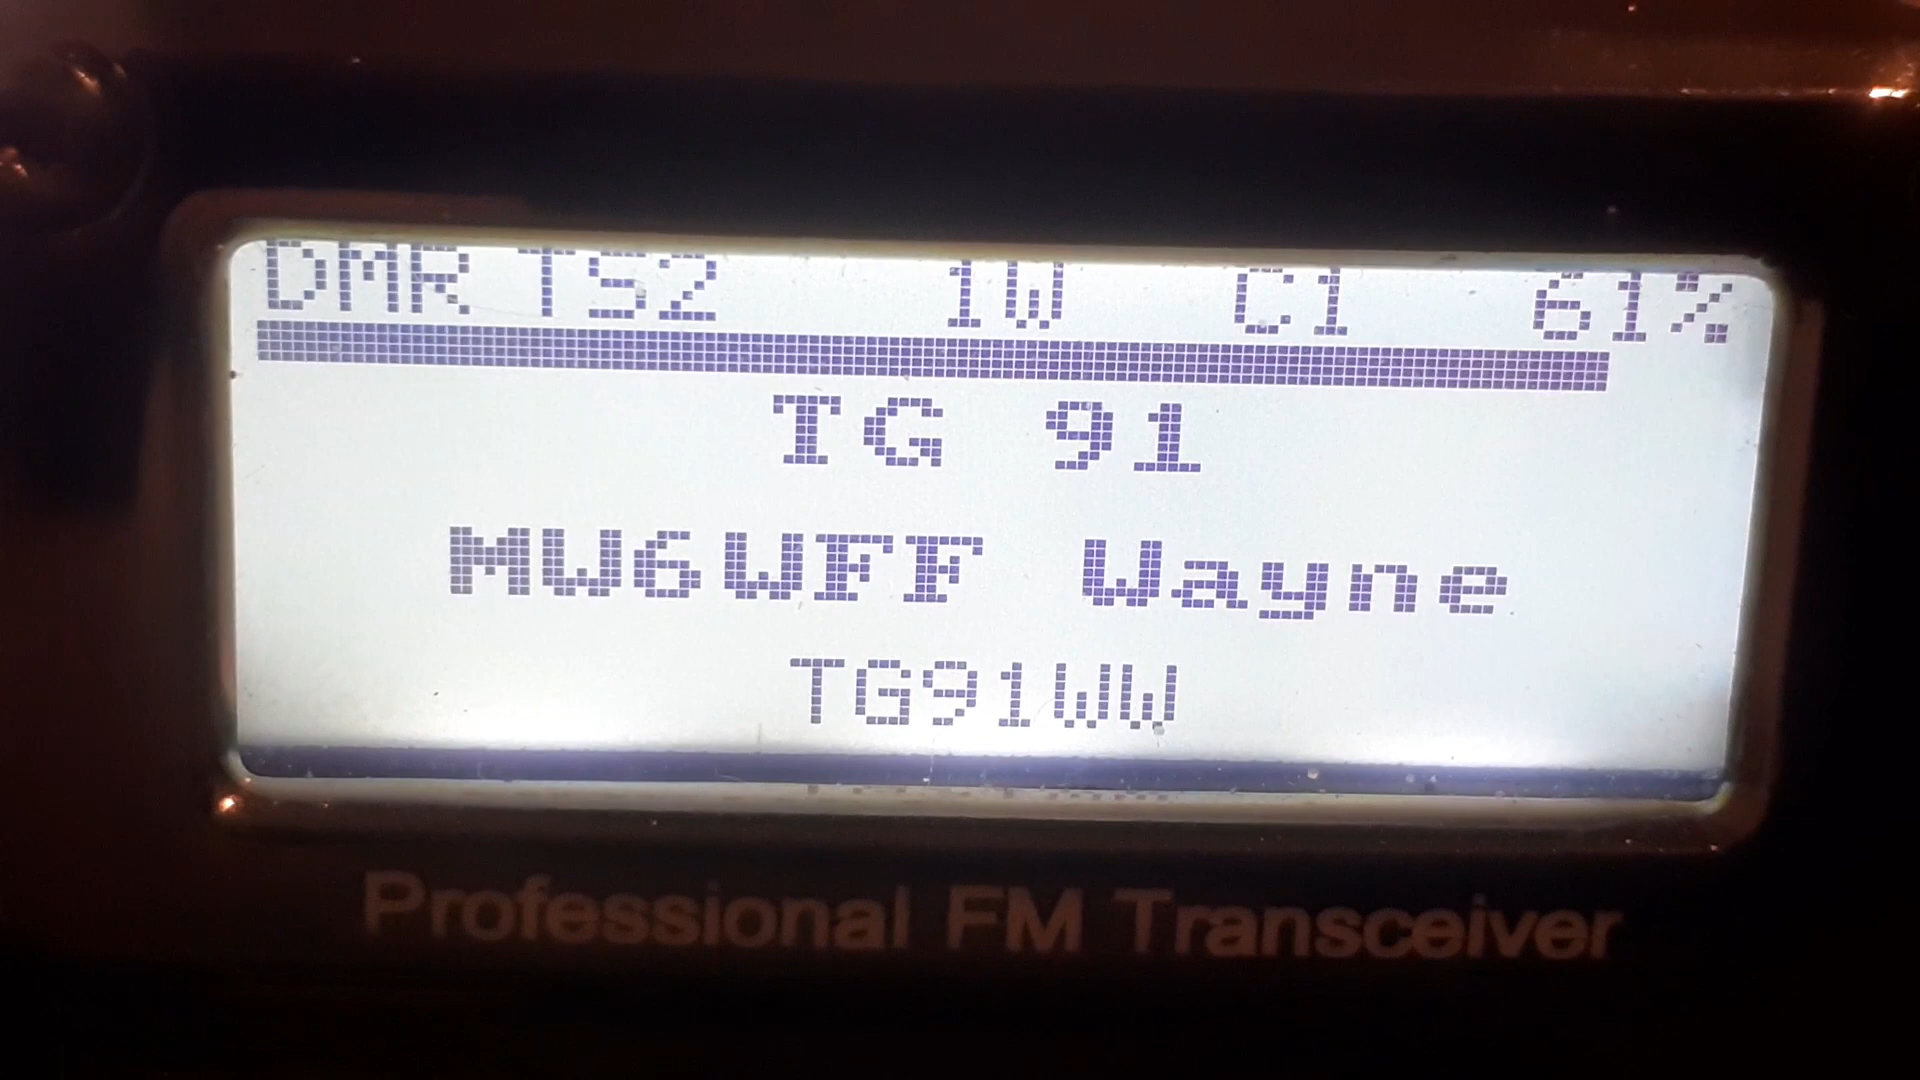 DMR TS2 1W C1 61%
TG 91
MW6WFF Wayne
TG91WW
Professional FM Transceiver